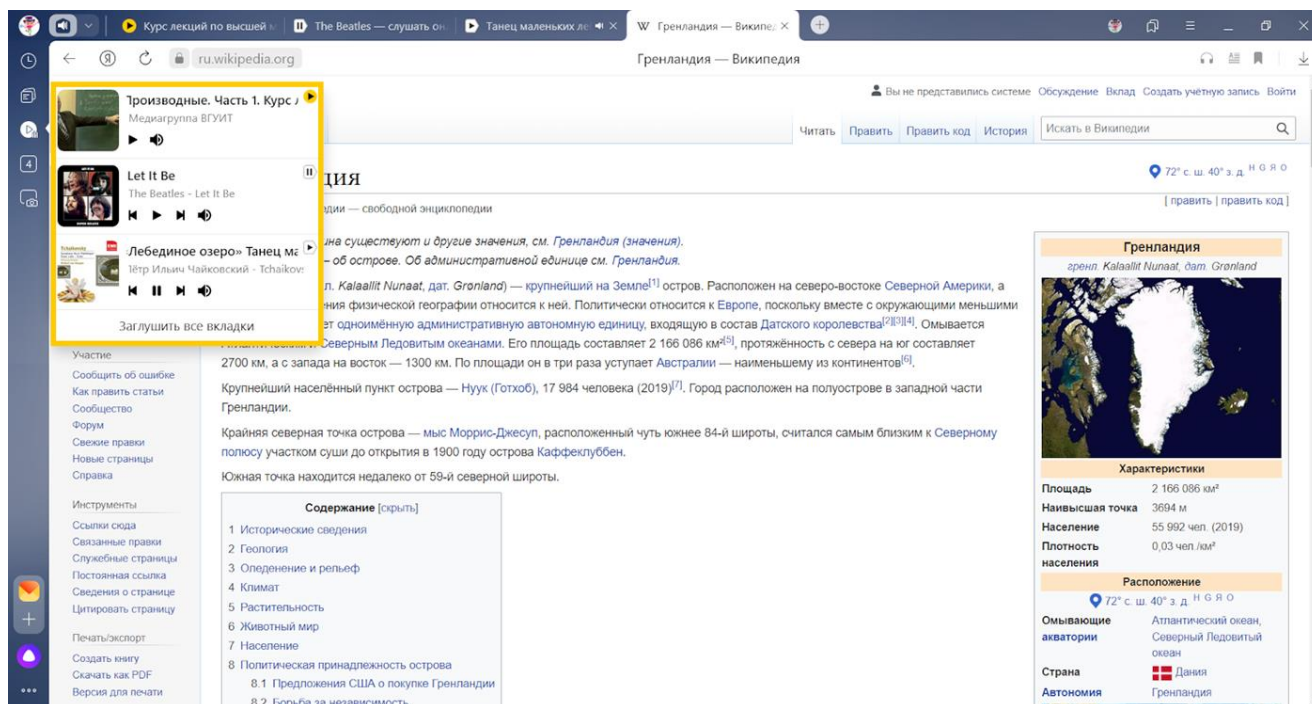 Курс лекций по высшей м
The Beatles — слушать он
Танец маленьких ле
W Гренландия — Википед
ru.wikipedia.org
Гренландия — Википедия
Вы не представились системе Обсуждение Вклад Создать учётную запись Войти
Читать Править Править код История Искать в Википедии
Производные. Часть 1. Курс
Медиагруппа ВГУИТ
Let It Be
The Beatles - Let It Be
Лебединое озеро» Танец ма
Пётр Ильич Чайковский - Tchaikov
Заглушить все вкладки
4
72° с. ш. 40° з. д. H G Я O
[ править | править код ]
ция
дии — свободной энциклопедии
на существуют и другие значения, см. Гренландия (значения).
– об острове. Об административной единице см. Гренландия.
л. Kalaallit Nunaat, дат. Grønland) — крупнейший на Земле[1] остров. Расположен на северо-востоке Северной Америки, а
ния физической географии относится к ней. Политически относится к Европе, поскольку вместе с окружающими меньшими
ет одноимённую административную автономную единицу, входящую в состав Датского королевства[2][3][4]. Омывается
Северным Ледовитым океанами. Его площадь составляет 2 166 086 км²[5], протяжённость с севера на юг составляет
2700 км, а с запада на восток — 1300 км. По площади он в три раза уступает Австралии — наименьшему из континентов[6].
Крупнейший населённый пункт острова — Нуук (Готхоб), 17 984 человека (2019)[7]. Город расположен на полуострове в западной части
Гренландии.
Крайняя северная точка острова — мыс Моррис-Джесуп, расположенный чуть южнее 84-й широты, считался самым близким к Северному
полюсу участком суши до открытия в 1900 году острова Каффеклуббен.
Южная точка находится недалеко от 59-й северной широты.
Содержание [скрыть]
1 Исторические сведения
2 Геология
3 Оледенение и рельеф
4 Климат
5 Растительность
6 Животный мир
7 Население
8 Политическая принадлежность острова
8.1 Предложения США о покупке Гренландии
8.2 Борьба за независимость
Участие
Сообщить об ошибке
Как править статьи
Сообщество
Форум
Свежие правки
Новые страницы
Справка
Инструменты
Ссылки сюда
Связанные правки
Служебные страницы
Постоянная ссылка
Сведения о странице
Цитировать страницу
Печать/экспорт
Создать книгу
Скачать как PDF
Версия для печати
Гренландия
гренл. Kalaallit Nunaat, дат. Grønland
Характеристики
Площадь 2 166 086 км²
Наивысшая точка 3694 м
Население 55 992 чел. (2019)
Плотность 0,03 чел./км²
населения
Расположение
72° с. ш. 40° з. д. H G Я O
Омывающие Атлантический океан,
акватории Северный Ледовитый
океан
Страна Дания
Автономия Гренландия